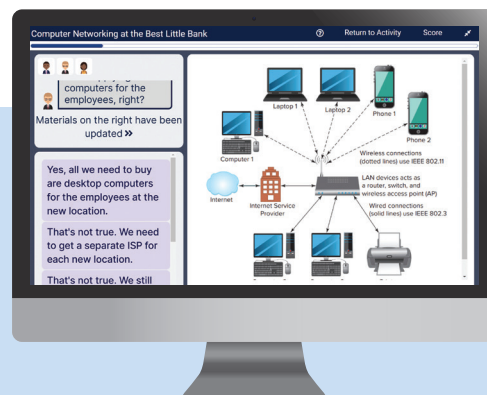 Computer Networking at the Best Little Bank
Return to Activity
Score
computers for the
employees, right?
Materials on the right have been
updated »
Yes, all we need to buy
are desktop computers
for the employees at the
new location.
That's not true. We need
to get a separate ISP for
each new location.
That's not true. We still
Laptop 1
Laptop 2
Phone 1
Phone 2
Computer 1
Wireless connections
(dotted lines) use IEEE 802.11
Internet
Internet Service
Provider
LAN devices acts as
a router, switch, and
wireless access point (AP)
Wired connections
(solid lines) use IEEE 802.3